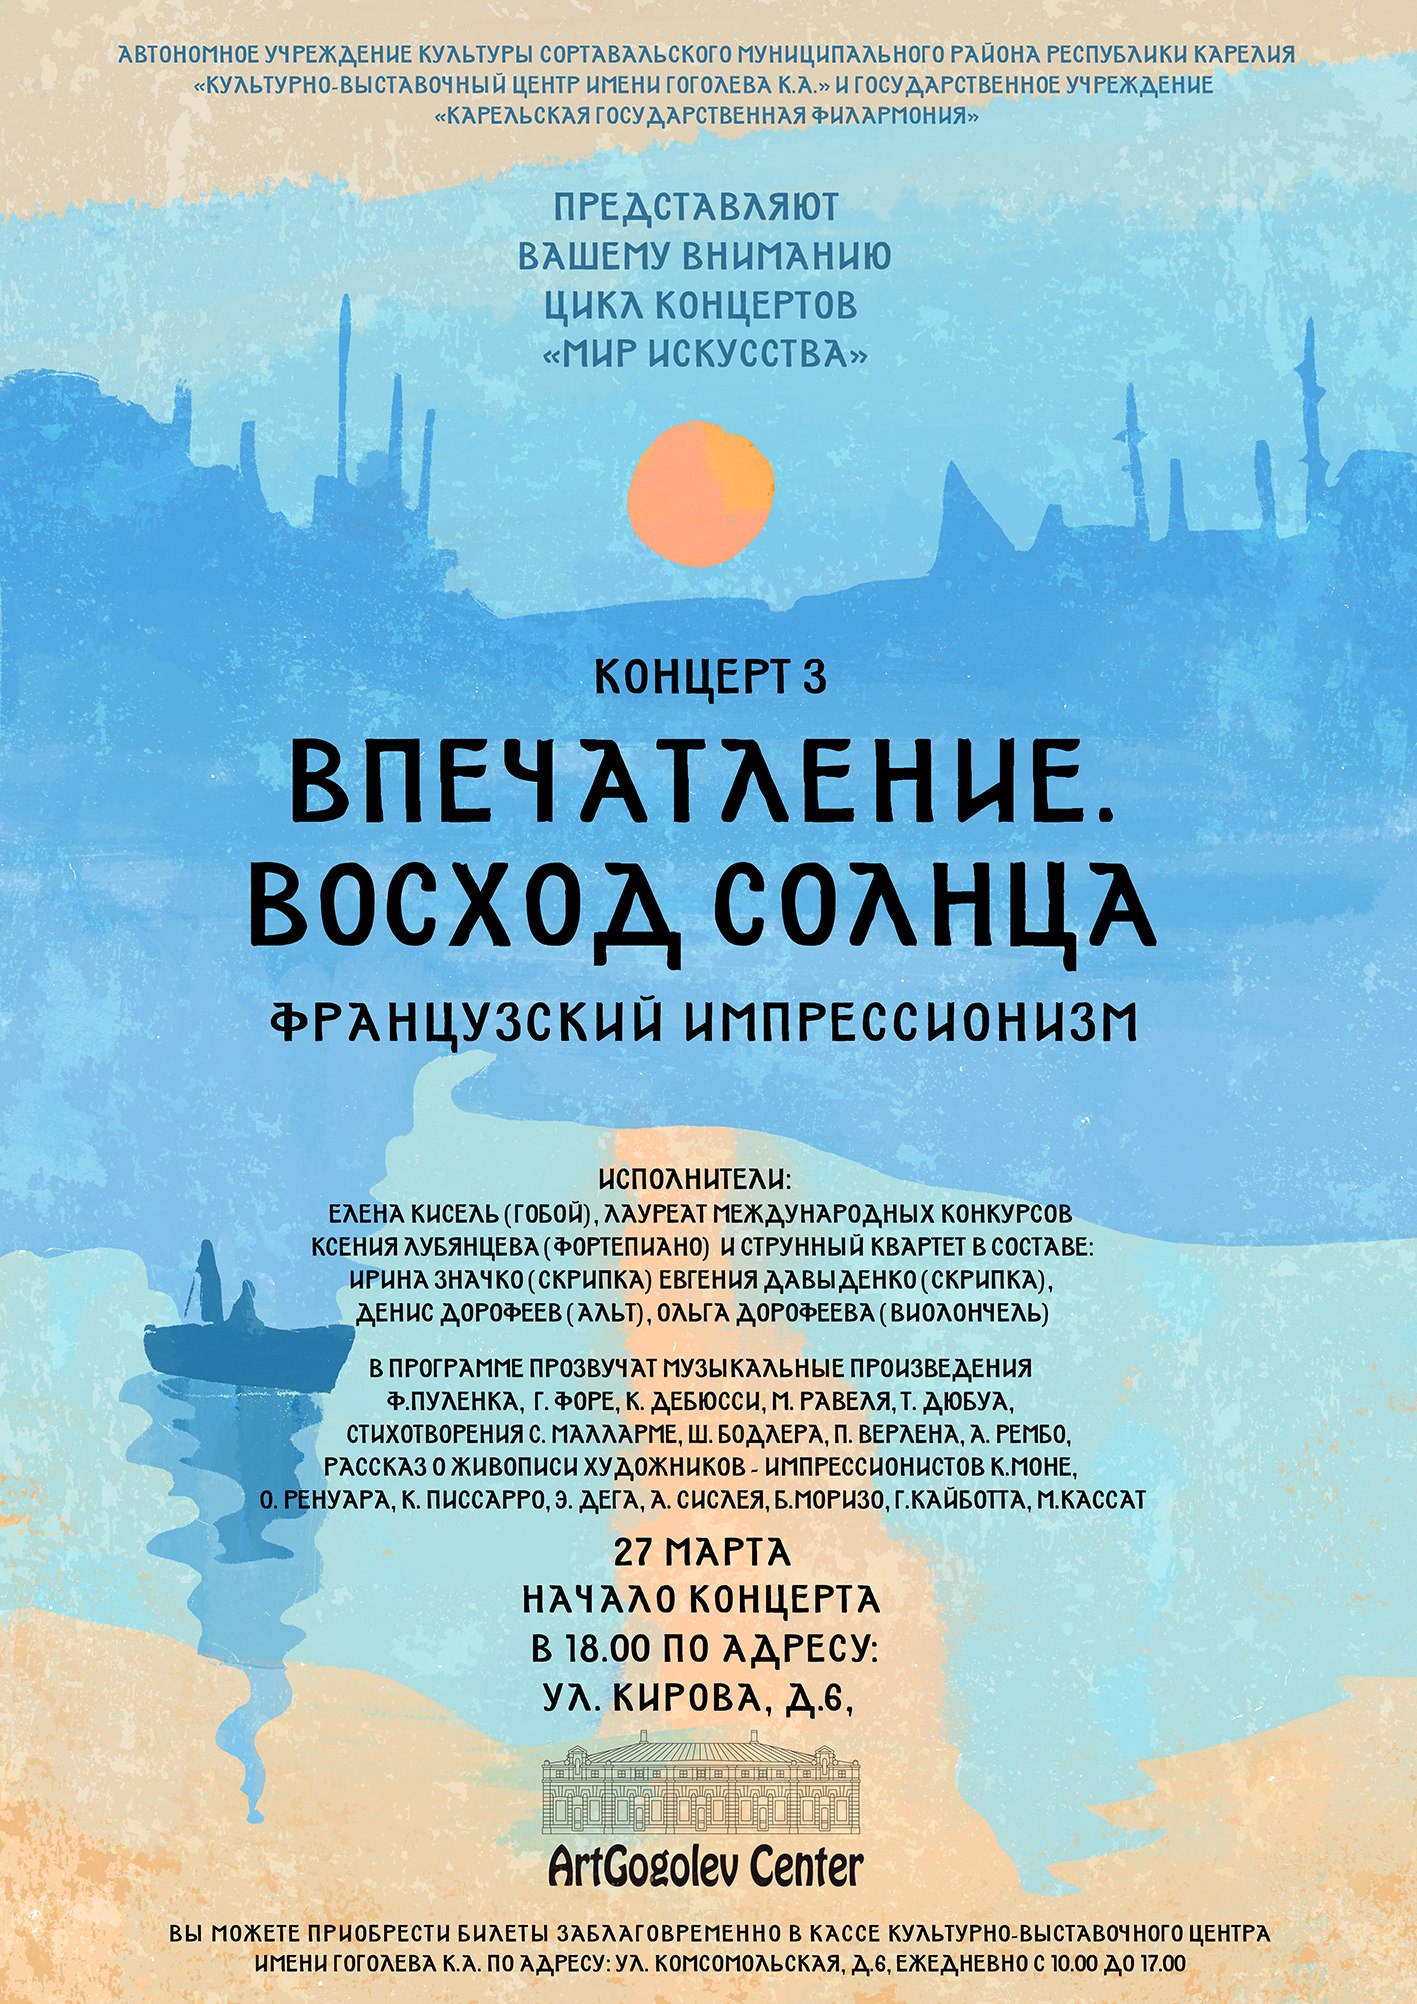 АВТОНОМНОЕ УЧРЕЖДЕНИЕ КУЛЬТУРЫ СОРТАВАЛЬСКОГО МУНИЦИПАЛЬНОГО РАЙОНА РЕСПУБЛИКИ КАРЕЛИЯ
«КУЛЬТУРНО-ВЫСТАВОЧНЫЙ ЦЕНТР ИМЕНИ ГОГОЛЕВА К.А.» И ГОСУДАРСТВЕННОЕ УЧРЕЖДЕНИЕ
«КАРЕЛЬСКАЯ ГОСУДАРСТВЕННАЯ ФИЛАРМОНИЯ»
ПРЕДСТАВЛЯЮТ
ВАШЕМУ ВНИМАНИЮ
ЦИКЛ КОНЦЕРТОВ
«МИР ИСКУССТВА»
КОНЦЕРТ 3
ВПЕЧАТЛЕНИЕ.
ВОСХОД СОЛНЦА
ФРАНЦУЗСКИЙ ИМПРЕССИОНИЗМ
ИСПОЛНИТЕЛИ:
ЕЛЕНА КИСЕЛЬ (ГОБОЙ), ЛАУРЕАТ МЕЖДУНАРОДНЫХ КОНКУРСОВ
КСЕНИЯ ЛУБЯНЦЕВА (ФОРТЕПИАНО) И СТРУННЫЙ КВАРТЕТ В СОСТАВЕ:
ИРИНА ЗНАЧКО (СКРИПКА) ЕВГЕНИЯ ДАВЫДЕНКО (СКРИПКА),
ДЕНИС ДОРОФЕЕВ (АЛЬТ), ОЛЬГА ДОРОФЕЕВА (ВИОЛОНЧЕЛЬ)
В ПРОГРАММЕ ПРОЗВУЧАТ МУЗЫКАЛЬНЫЕ ПРОИЗВЕДЕНИЯ
Ф.ПУЛЕНКА, Г. ФОРЕ, К. ДЕБЮССИ, М. РАВЕЛЯ, Т. ДЮБУА,
СТИХОТВОРЕНИЯ С. МАЛЛАРМЕ, Ш. БОДЛЕРА, П. ВЕРЛЕНА, А. РЕМБО,
РАССКАЗ О ЖИВОПИСИ ХУДОЖНИКОВ - ИМПРЕССИОНИСТОВ К.МОНЕ,
О. РЕНУАРА, К. ПИССАРРО, Э. ДЕГА, А. СИСЛЕЯ, Б.МОРИЗО, Г.КАЙБОТТА, М.КАССАТ
27 МАРТА
НАЧАЛО КОНЦЕРТА
В 18.00 ПО АДРЕСУ:
УЛ. КИРОВА, Д.6,
ArtGogolev Center
ВЫ МОЖЕТЕ ПРИОБРЕСТИ БИЛЕТЫ ЗАБЛАГОВРЕМЕННО В КАССЕ КУЛЬТУРНО-ВЫСТАВОЧНОГО ЦЕНТРА
ИМЕНИ ГОГОЛЕВА К.А. ПО АДРЕСУ: УЛ. КОМСОМОЛЬСКАЯ, Д.6, ЕЖЕДНЕВНО С 10.00 ДО 17.00